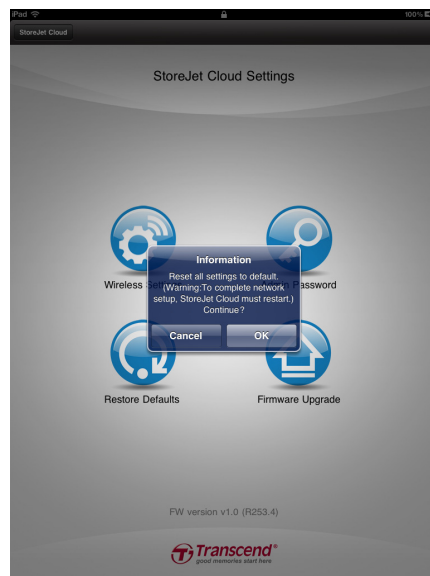 iPad 100%
StoreJet Cloud
StoreJet Cloud Settings
Information
Reset all settings to default.
(Warning:To complete network
setup, StoreJet Cloud must restart.)
Continue?
Cancel OK
Wireless Password
Restore Defaults Firmware Upgrade
FW version v1.0 (R253.4)
Transcend®
good memories start here